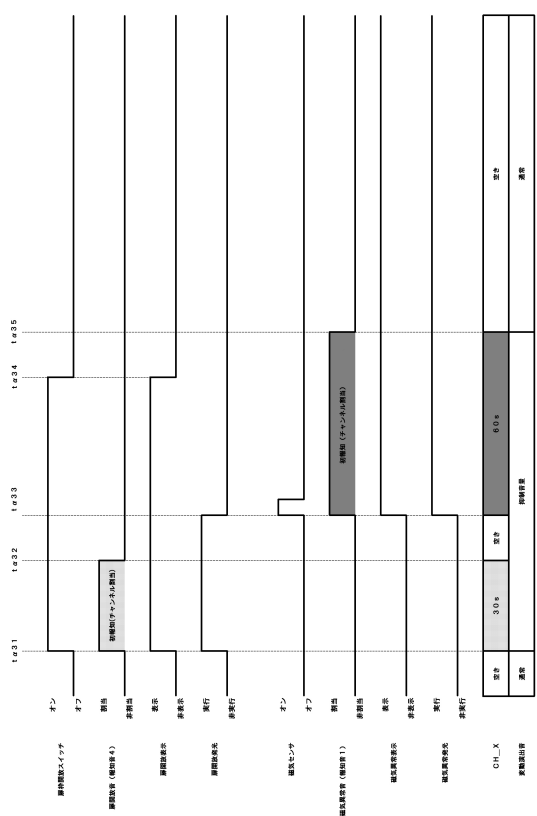 tα31 tα32 tα33 tα34 tα35
扉枠開放スイッチ
オン
オフ
扉開放音（報知音4）
割当
非割当
初報知(チャンネル割当)
扉開放表示
表示
非表示
扉開放発光
実行
非実行
磁気センサ
オン
オフ
磁気異常音（報知音1）
割当
非割当
初報知（チャンネル割当）
磁気異常表示
表示
非表示
磁気異常発光
実行
非実行
CH＿X
空き 30s 空き 60s 空き
変動演出音
通常 抑制音量 通常